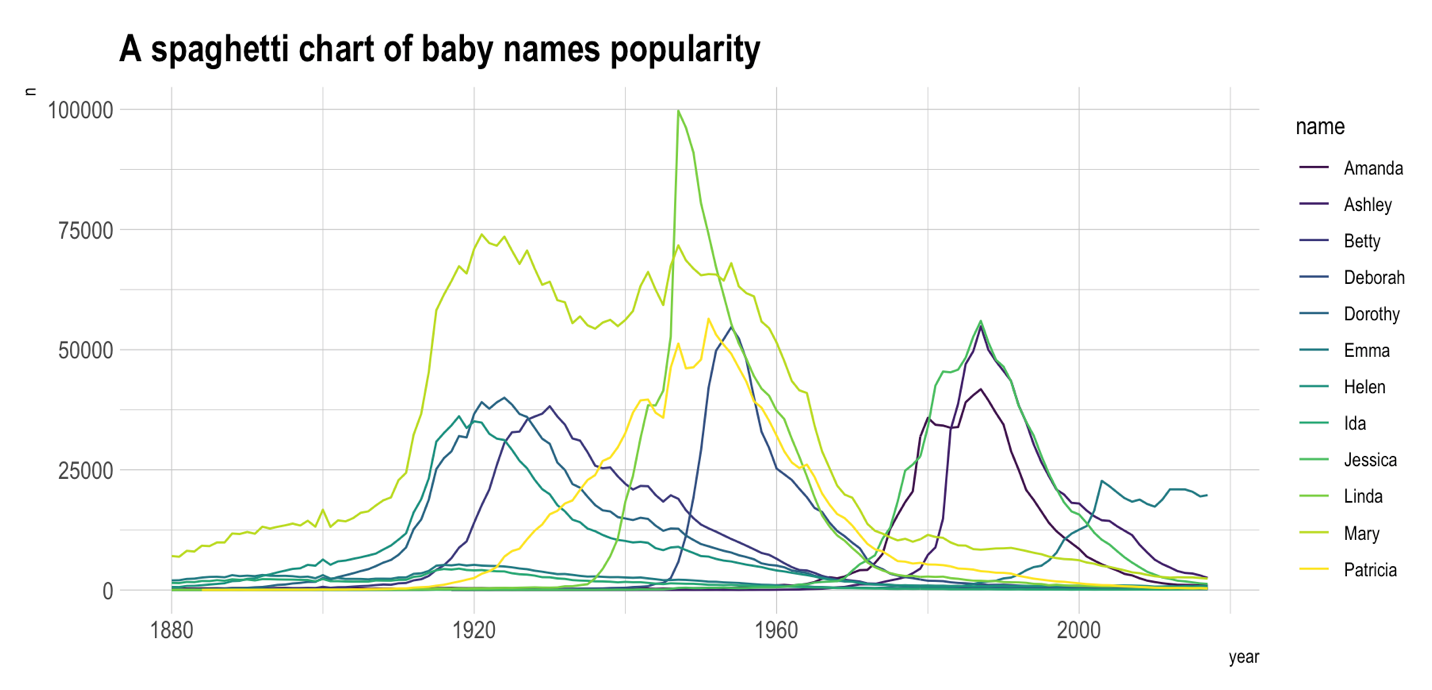 A spaghetti chart of baby names popularity
n
100000
75000
50000
25000
0
1880 1920 1960 2000
year
name
Amanda
Ashley
Betty
Deborah
Dorothy
Emma
Helen
Ida
Jessica
Linda
Mary
Patricia